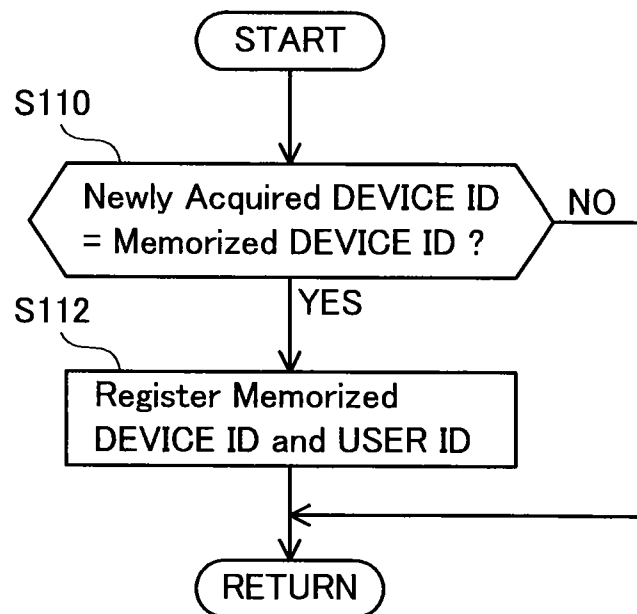 START
S110
Newly Acquired DEVICE ID
= Memorized DEVICE ID ?
NO
YES
S112
Register Memorized
DEVICE ID and USER ID
RETURN